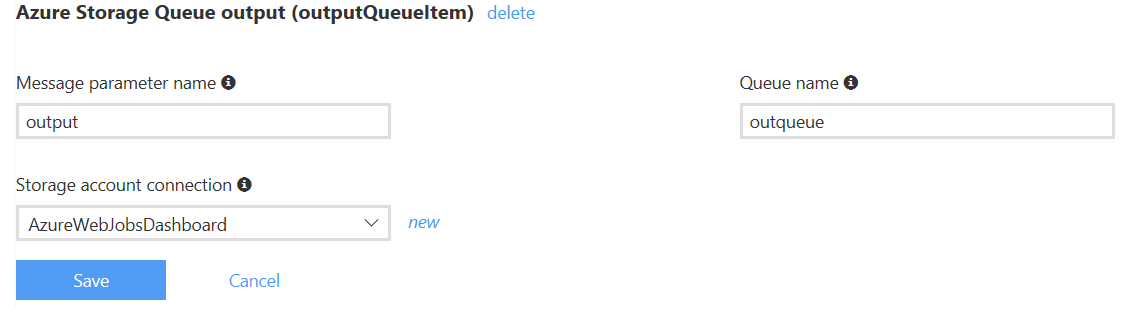 Azure Storage Queue output (outputQueueItem) delete
Message parameter name
Queue name
output
outqueue
Storage account connection
AzureWebJobsDashboard
new
Save
Cancel